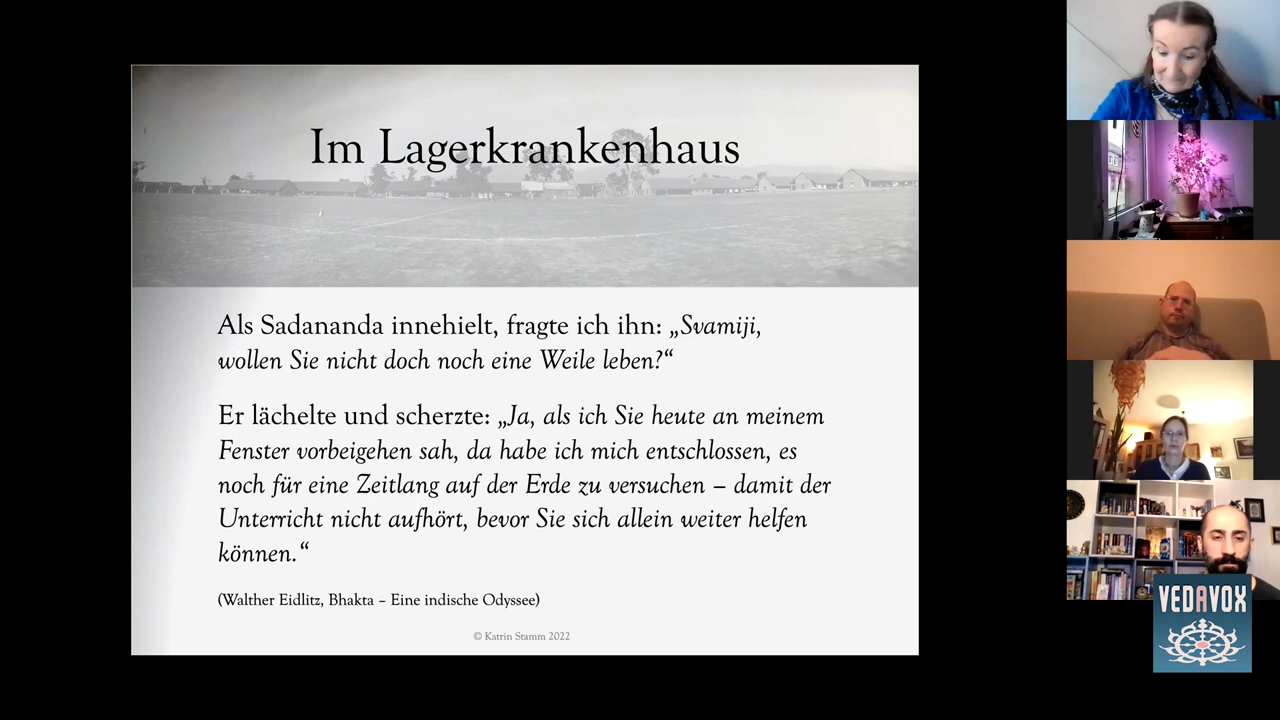 Im Lagerkrankenhaus
Als Sadananda innehielt, fragte ich ihn: „Svamiji,
wollen Sie nicht doch noch eine Weile leben?“
Er lächelte und scherzte: „Ja, als ich Sie heute an meinem
Fenster vorbeigehen sah, da habe ich mich entschlossen, es
noch für eine Zeitlang auf der Erde zu versuchen – damit der
Unterricht nicht aufhört, bevor Sie sich allein weiter helfen
können.“
(Walther Eidlitz, Bhakta – Eine indische Odyssee)
© Katrin Stamm 2022
VEDAVOX